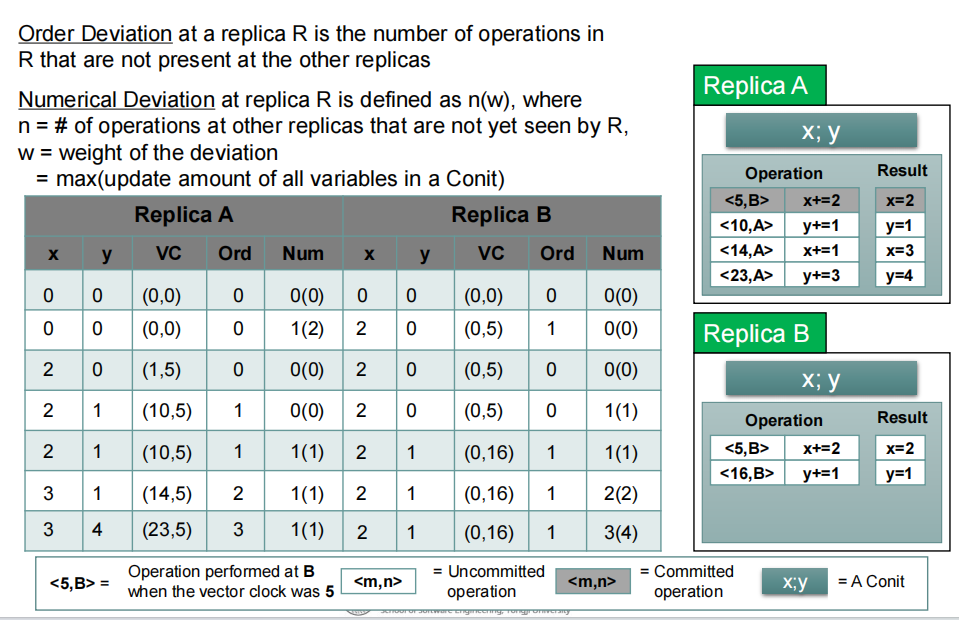 Order Deviation at a replica R is the number of operations in
R that are not present at the other replicas
Numerical Deviation at replica R is defined as n(w), where
n = # of operations at other replicas that are not yet seen by R,
w = weight of the deviation
= max(update amount of all variables in a Conit)
Replica A Replica B
x y VC Ord Num x y VC Ord Num
0 0 (0,0) 0 0(0) 0 0 (0,0) 0 0(0)
0 0 (0,0) 0 1(2) 2 0 (0,5) 1 0(0)
2 0 (1,5) 0 0(0) 2 0 (0,5) 0 0(0)
2 1 (10,5) 1 0(0) 2 0 (0,5) 0 1(1)
2 1 (10,5) 1 1(1) 2 1 (0,16) 1 1(1)
3 1 (14,5) 2 1(1) 2 1 (0,16) 1 2(2)
3 4 (23,5) 3 1(1) 2 1 (0,16) 1 3(4)
Replica A
x; y
Operation Result
<5,B> x+=2 x=2
<10,A> y+=1 y=1
<14,A> x+=1 x=3
<23,A> y+=3 y=4
Replica B
x; y
Operation Result
<5,B> x+=2 x=2
<16,B> y+=1 y=1
<5,B> = Operation performed at B
when the vector clock was 5
<m,n> = Uncommitted
operation
<m,n> = Committed
operation
x;y = A Conit